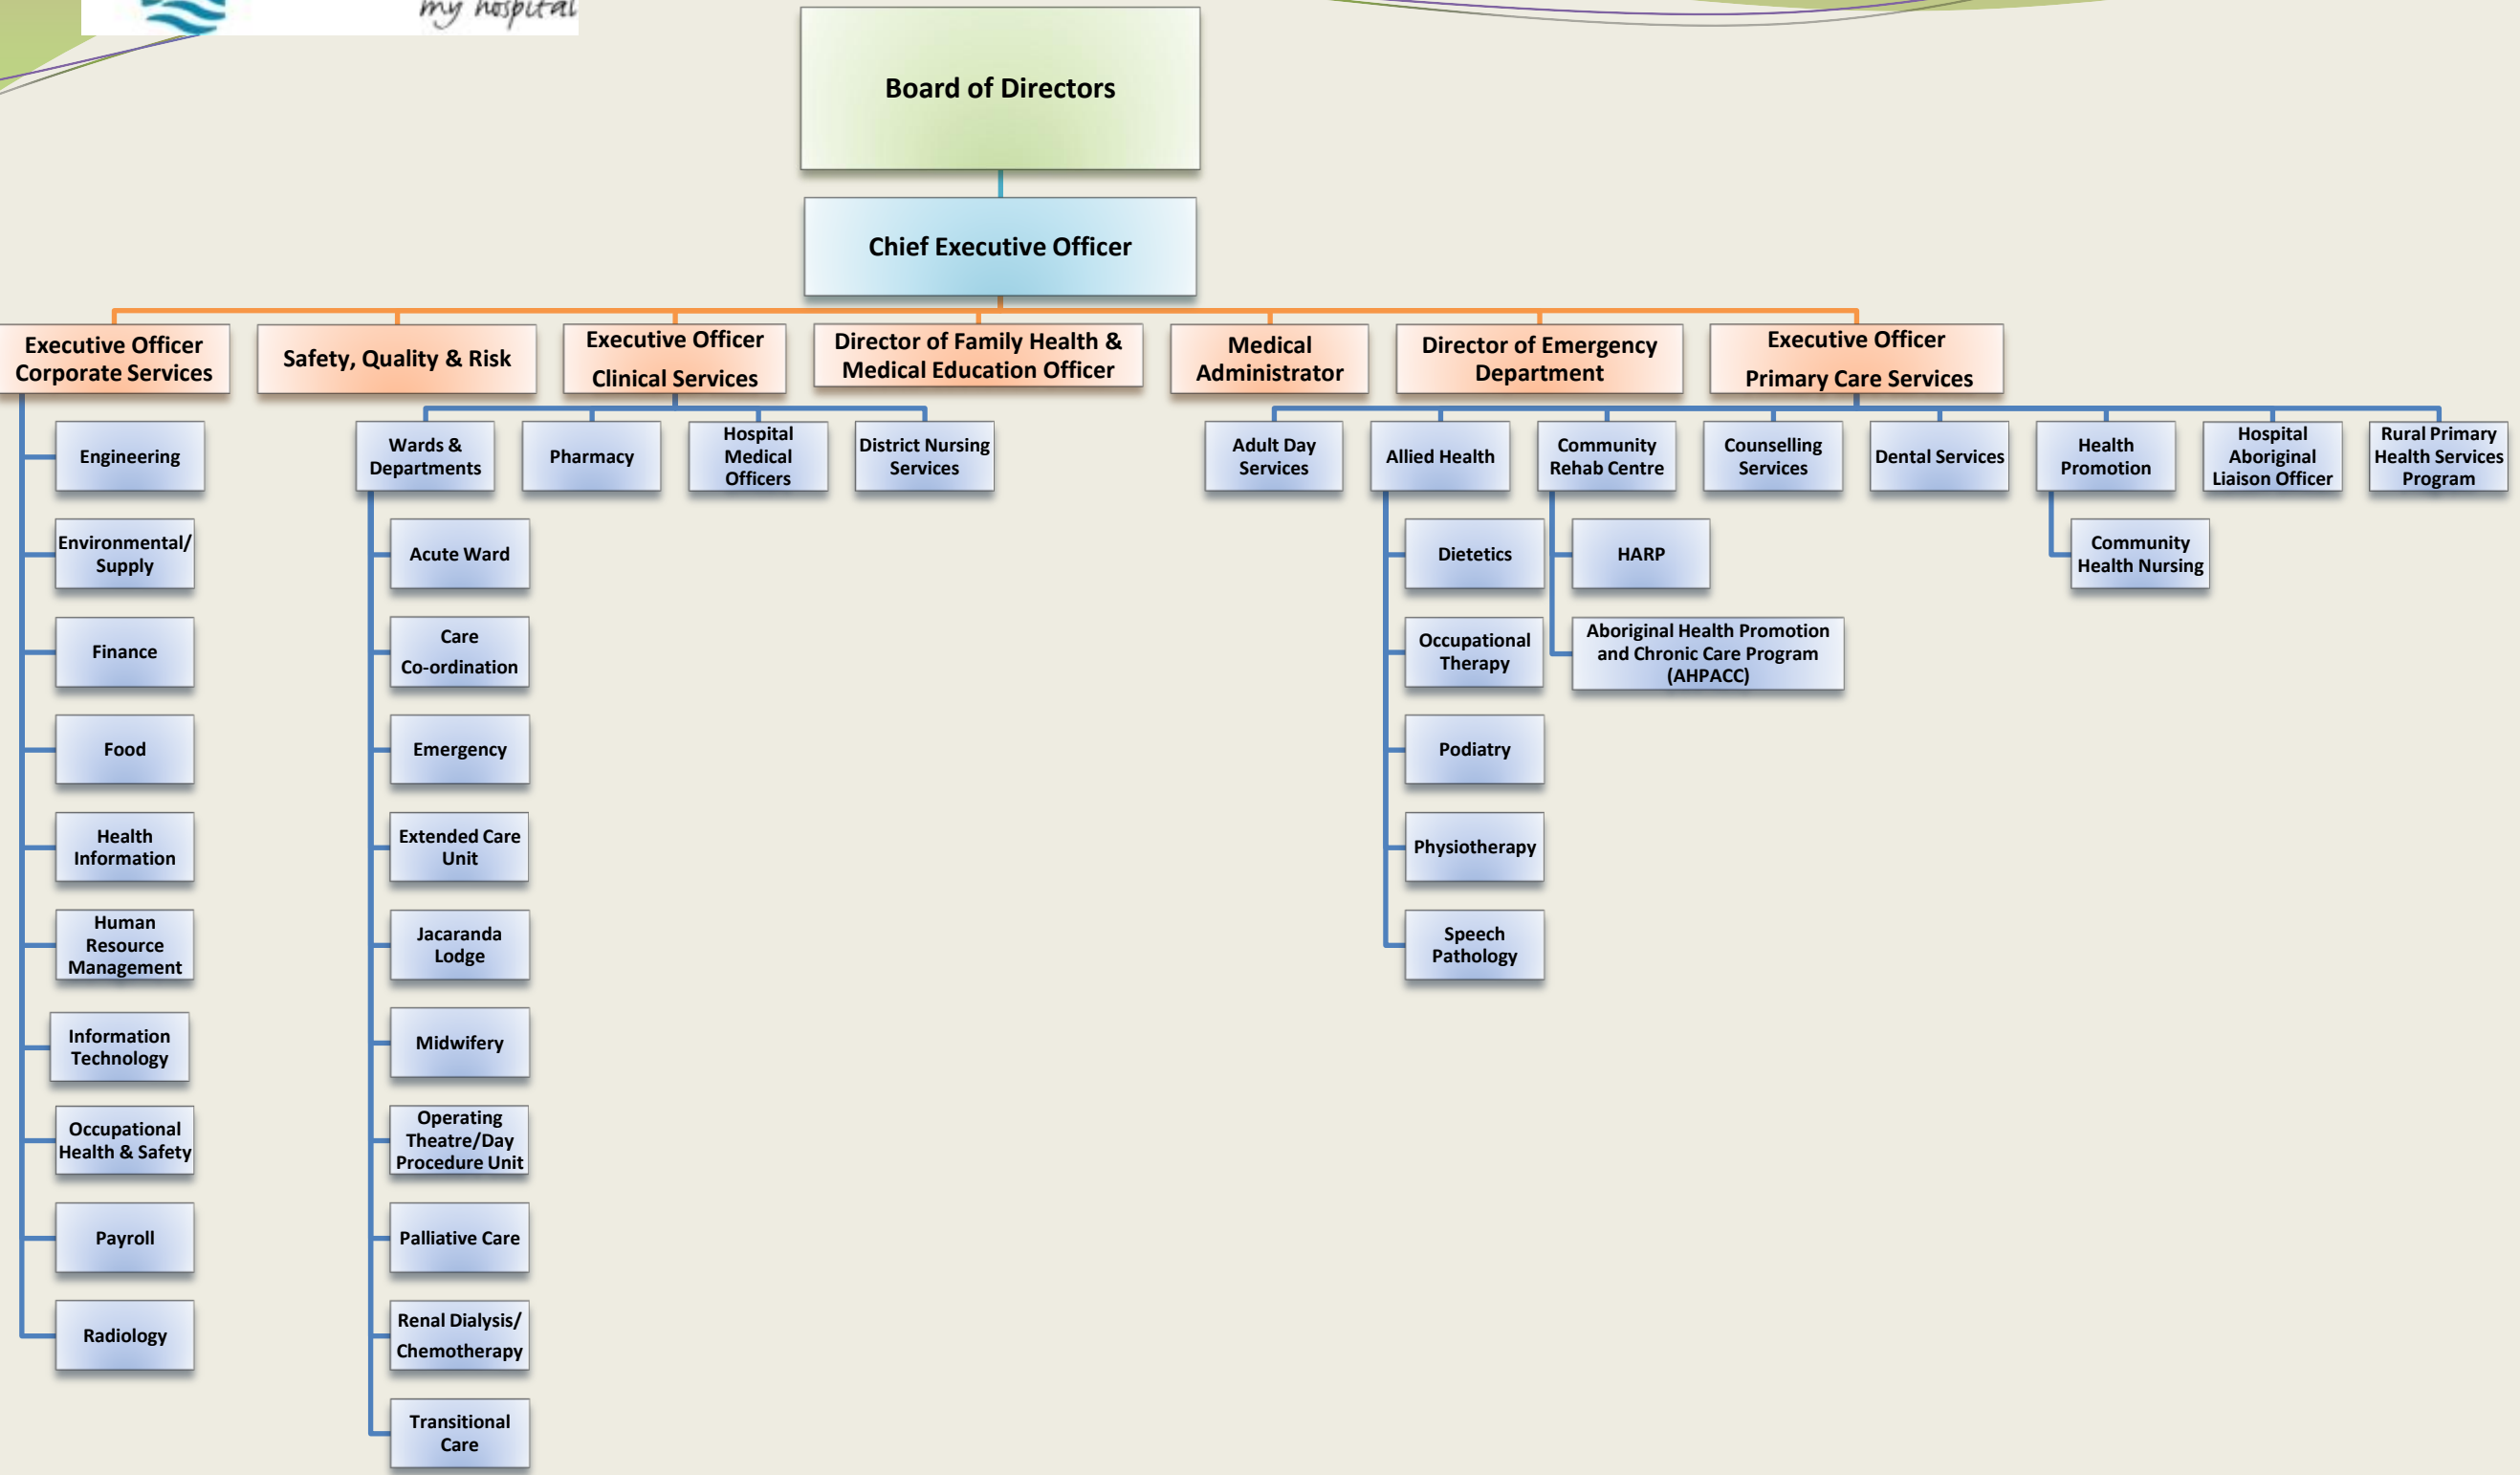 my hospital
Board of Directors
Chief Executive Officer
Executive Officer
Corporate Services
Safety, Quality & Risk
Executive Officer
Clinical Services
Director of Family Health &
Medical Education Officer
Medical
Administrator
Director of Emergency
Department
Executive Officer
Primary Care Services
Engineering
Environmental/
Supply
Finance
Food
Health
Information
Human
Resource
Management
Information
Technology
Occupational
Health & Safety
Payroll
Radiology
Wards &
Departments
Acute Ward
Care
Co-ordination
Emergency
Extended Care
Unit
Jacaranda
Lodge
Midwifery
Operating
Theatre/Day
Procedure Unit
Palliative Care
Renal Dialysis/
Chemotherapy
Transitional
Care
Pharmacy
Hospital
Medical
Officers
District Nursing
Services
Adult Day
Services
Allied Health
Dietetics
Occupational
Therapy
Podiatry
Physiotherapy
Speech
Pathology
Community
Rehab Centre
HARP
Aboriginal Health Promotion
and Chronic Care Program
(AHPACC)
Counselling
Services
Dental Services
Health
Promotion
Community
Health Nursing
Hospital
Aboriginal
Liaison Officer
Rural Primary
Health Services
Program